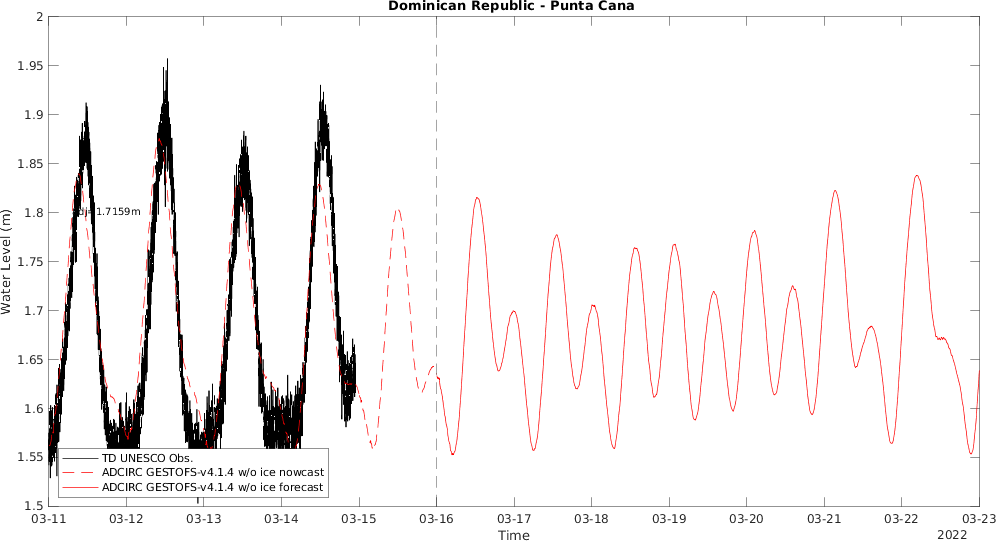 Dominican Republic - Punta Cana
Water Level (m)
2
1.95
1.9
1.85
1.8
1.75
1.7
1.65
1.6
1.55
1.5
1.7159m
TD UNESCO Obs.
ADCIRC GESTOFS-v4.1.4 w/o ice nowcast
ADCIRC GESTOFS-v4.1.4 w/o ice forecast
03-11 03-12 03-13 03-14 03-15 03-16 03-17 03-18 03-19 03-20 03-21 03-22 03-23
Time
2022